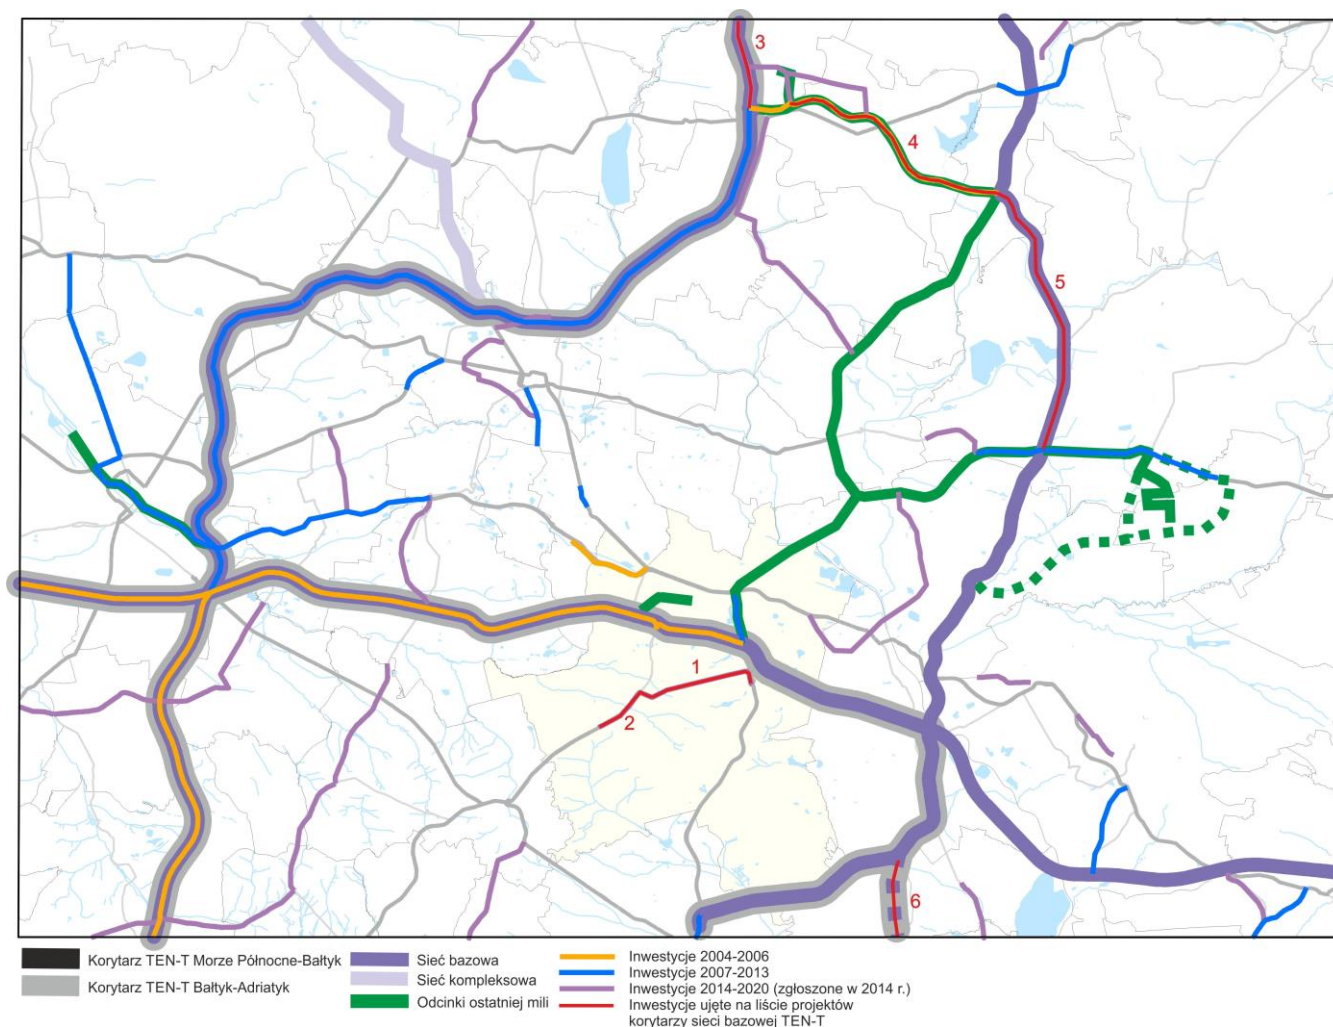 3
4
5
1
2
6
Korytarz TEN-T Morze Północne-Bałtyk
Korytarz TEN-T Bałtyk-Adriatyk
Sieć bazowa
Sieć kompleksowa
Odcinki ostatniej mili
Inwestycje 2004-2006
Inwestycje 2007-2013
Inwestycje 2014-2020 (zgłoszone w 2014 r.)
Inwestycje ujęte na liście projektów
korytarzy sieci bazowej TEN-T